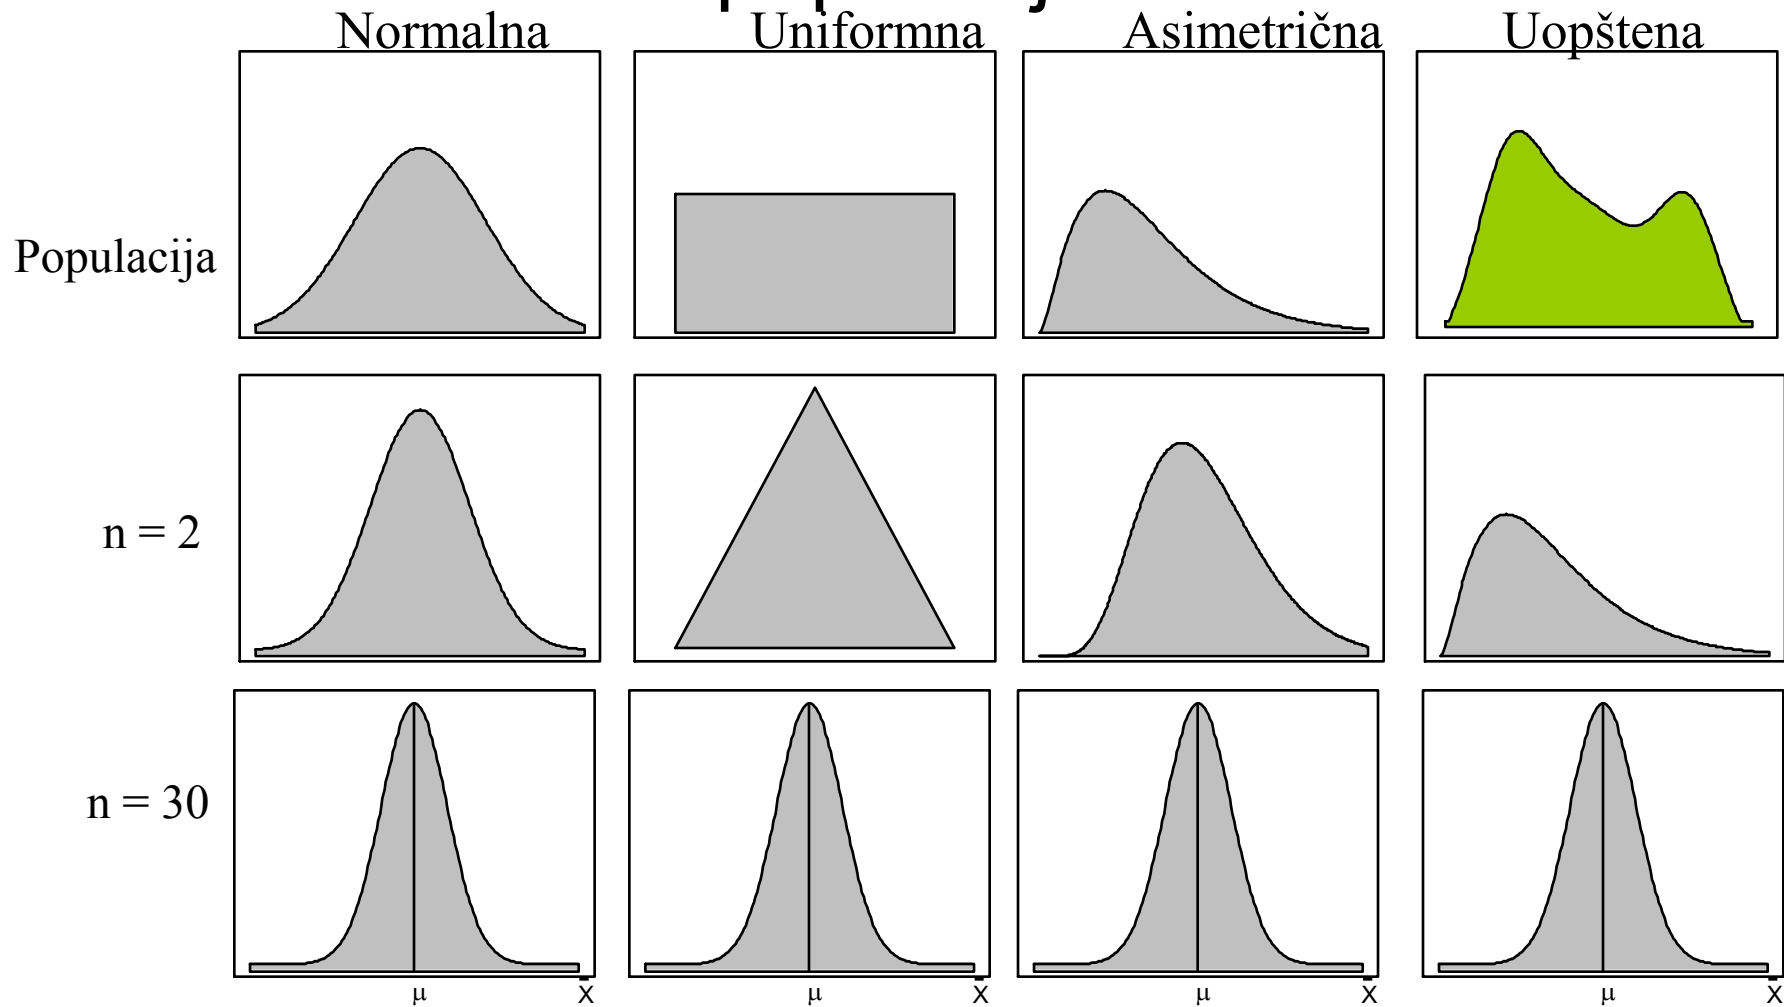 Normalna Uniformna Asimetrična Uopštena
Populacija
n = 2
n = 30
μ x̄ μ x̄ μ x̄ μ x̄